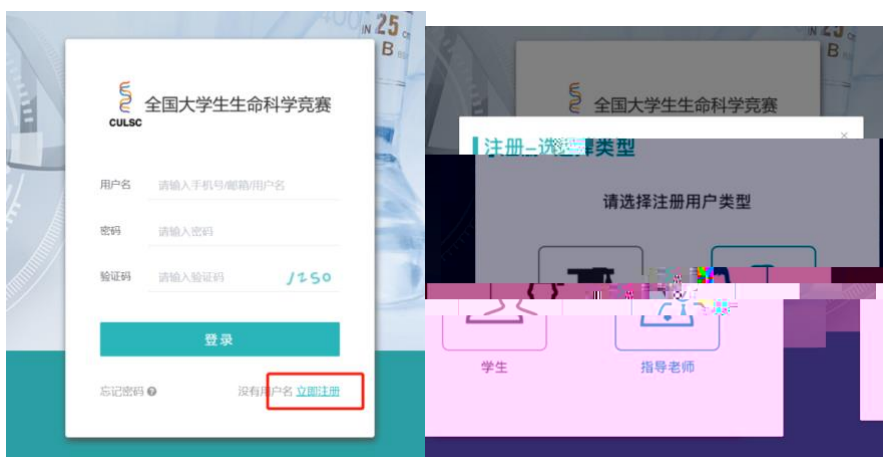 IN 25
B
CULSC
全国大学生生命科学竞赛
用户名 请输入手机号/邮箱/用户名
密码 请输入密码
验证码 请输入验证码 1250
登录
忘记密码 没有用户名 立即注册
B
全国大学生生命科学竞赛
注册-选择类型
请选择注册用户类型
学生 指导老师